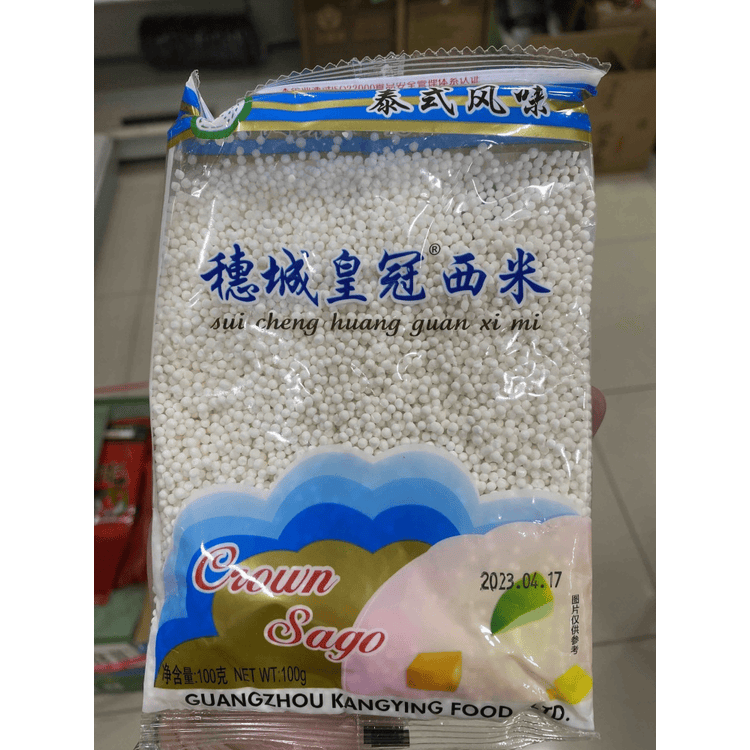 泰式风味
穗城皇冠®西米
sui cheng huang guan xi mi
Crown
Sago
2023.04.17
图片仅供参考
净含量:100克 NET WT:100g
GUANGZHOU KANGYING FOOD LTD.